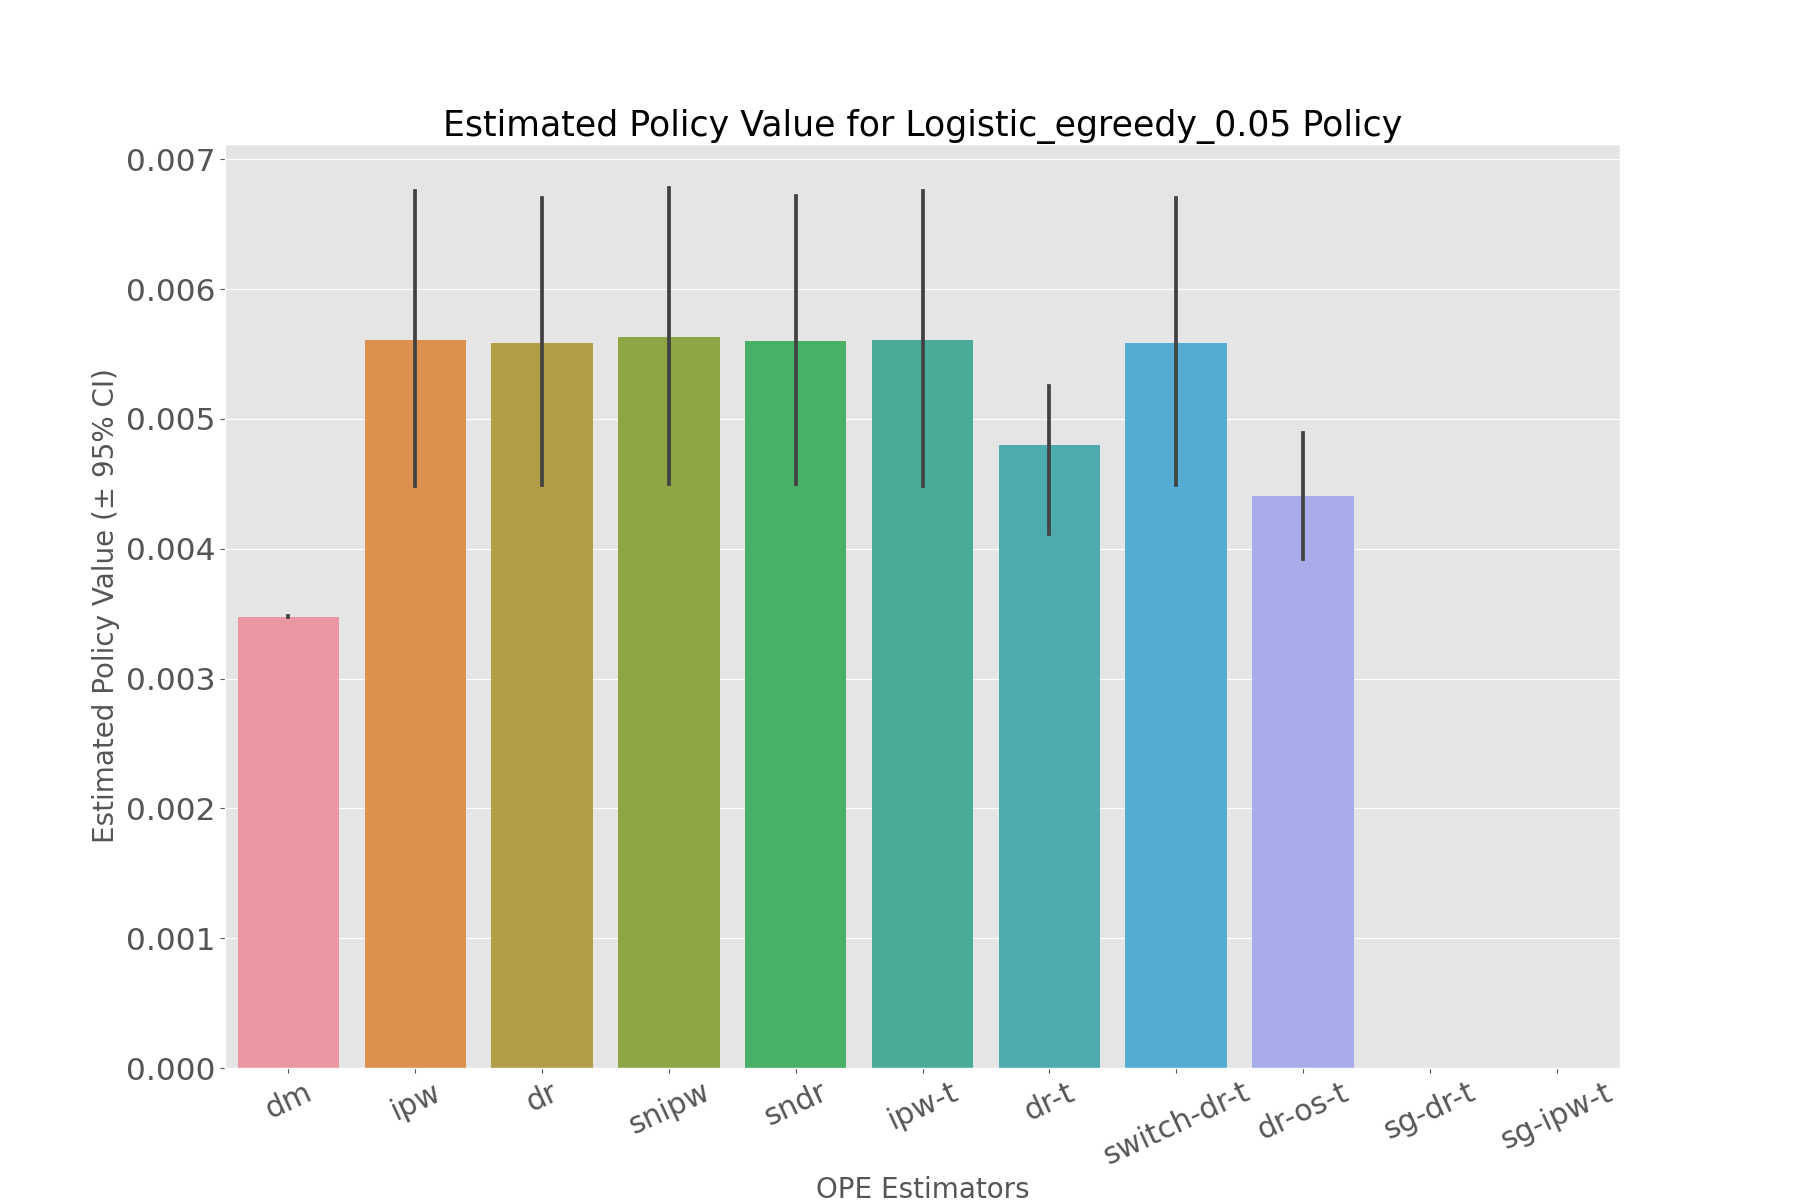 Estimated Policy Value for Logistic_egreedy_0.05 Policy
Estimated Policy Value (± 95% CI)
0.007
0.006
0.005
0.004
0.003
0.002
0.001
0.000
dm
ipw
dr
snipw
sndr
ipw-t
dr-t
switch-dr-t
dr-os-t
sg-dr-t
sg-ipw-t
OPE Estimators